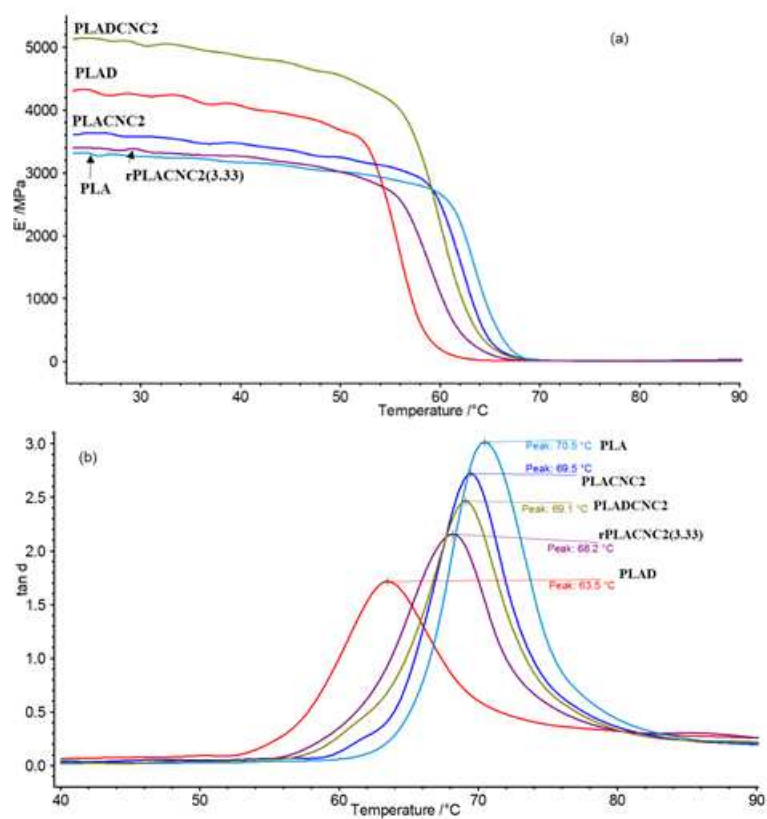 PLADCNC2
(a)
5000
PLAD
4000
PLACNC2
3000
PLA
rPLACNC2(3.33)
E' /MPa
2000
1000
0
30 40 50 60 70 80 90
Temperature /°C
3.0
(b)
Peak: 70.5 °C PLA
Peak: 69.5 °C
PLACNC2
2.5
PLADCNC2
Peak: 69.1 °C
rPLACNC2(3.33)
2.0
Peak: 68.2 °C
PLAD
tan d
Peak: 63.5 °C
1.5
1.0
0.5
0.0
40 50 60 70 80 90
Temperature /°C